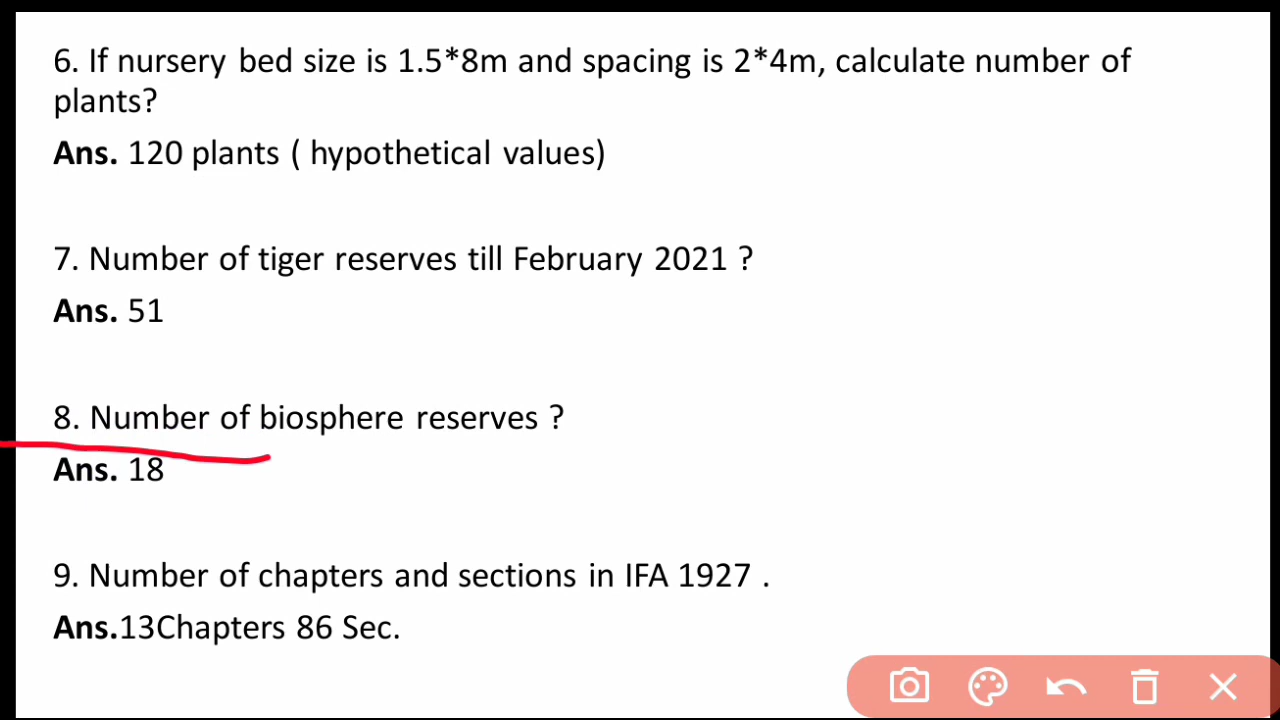 6. If nursery bed size is 1.5*8m and spacing is 2*4m, calculate number of
plants?
Ans. 120 plants ( hypothetical values)
7. Number of tiger reserves till February 2021 ?
Ans. 51
8. Number of biosphere reserves ?
Ans. 18
9. Number of chapters and sections in IFA 1927 .
Ans.13Chapters 86 Sec.